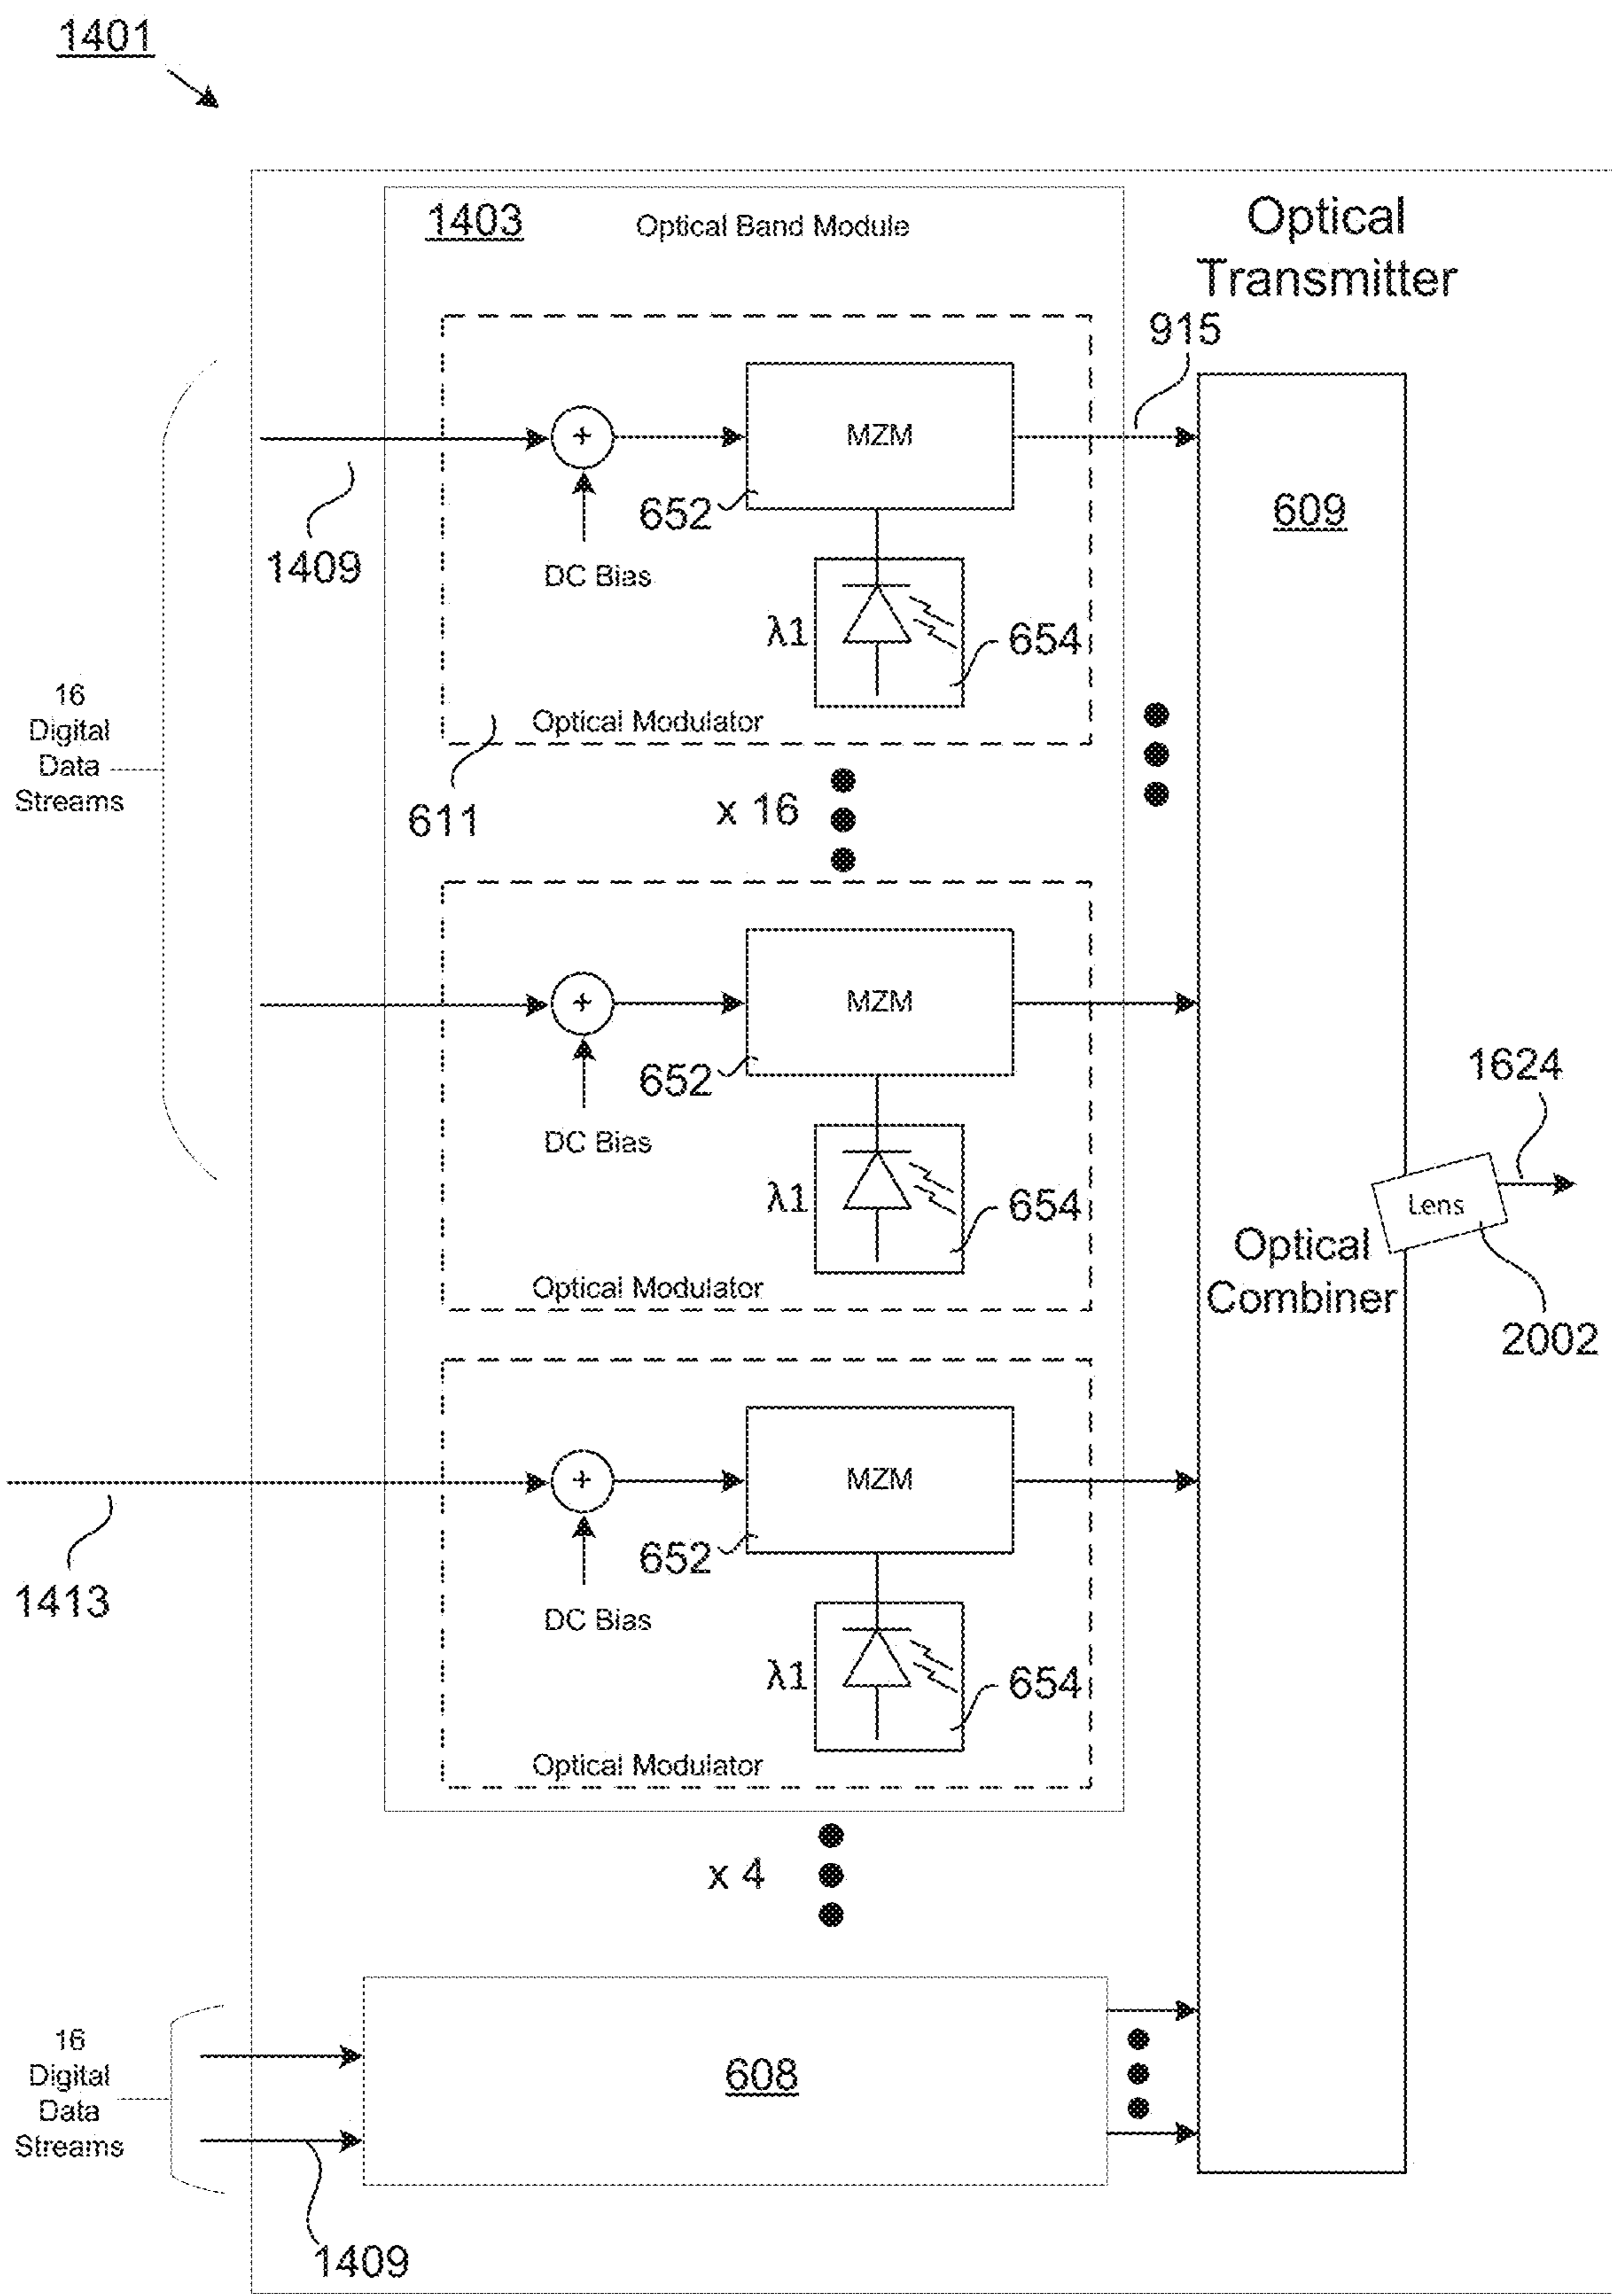 1401
1403
Optical Band Module
Optical
Transmitter
915
+
MZM
652
609
1409
DC Bias
λ1
654
16
Digital
Data
Streams
Optical Modulator
611
x 16
+
MZM
652
DC Bias
λ1
654
1624
Lens
Optical
Combiner
2002
Optical Modulator
+
MZM
652
1413
DC Bias
λ1
654
Optical Modulator
x 4
16
Digital
Data
Streams
608
1409